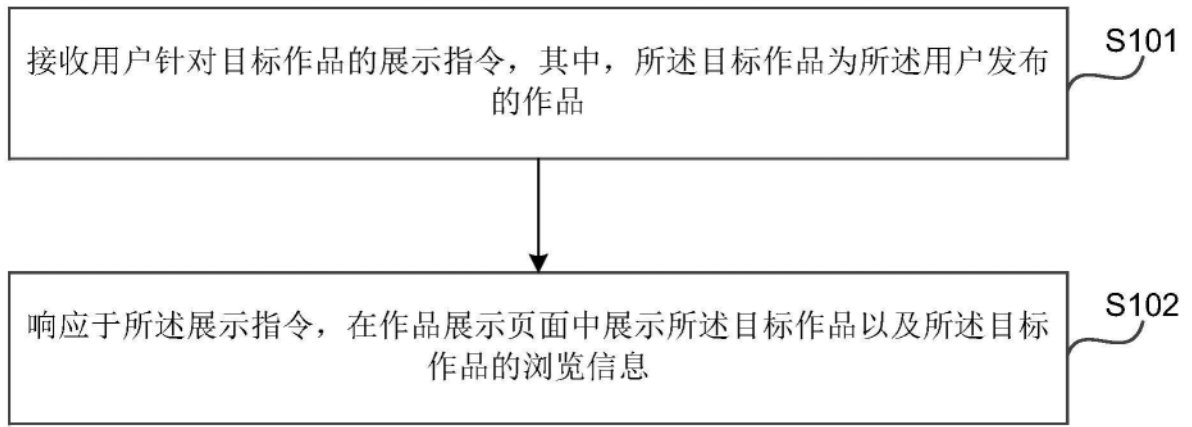 接收用户针对目标作品的展示指令，其中，所述目标作品为所述用户发布
的作品
S101
响应于所述展示指令，在作品展示页面中展示所述目标作品以及所述目标
作品的浏览信息
S102